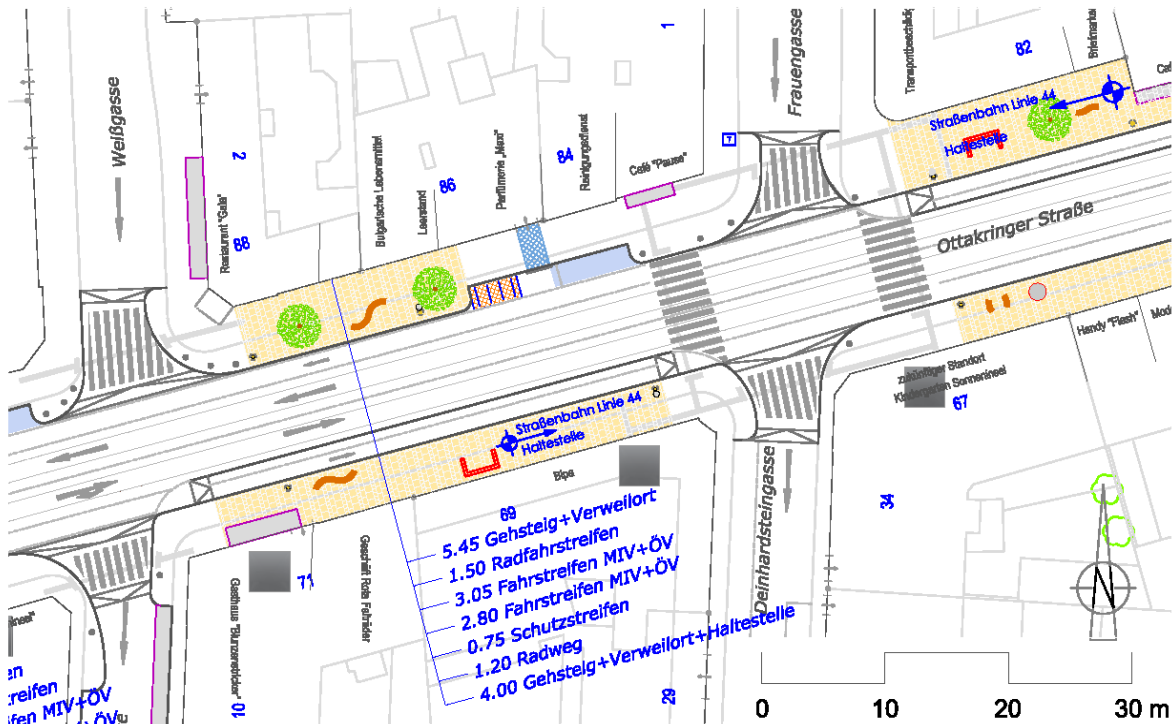 Weißgasse
2
88
Restaurant "Gala"
Bulgarische Lebensmittel
Leerstand
86
Parfümerie „Maxi"
84
Reinigungsdienst
1
Café "Pause"
Frauengasse
H
82
Straßenbahn Linie 44
Haltestelle
Ottakringer Straße
Handy "Flash"
zukünftiger Standort
Kindergarten Sonneninsel
67
Straßenbahn Linie 44
Haltestelle
Bipa
69
71
Geschäft Rote Fahrräder
10
29
34
Deinhardsteingasse
5.45 Gehsteig+Verweilort
1.50 Radfahrstreifen
3.05 Fahrstreifen MIV+ÖV
2.80 Fahrstreifen MIV+ÖV
0.75 Schutzstreifen
1.20 Radweg
4.00 Gehsteig+Verweilort+Haltestelle
N
0 10 20 30 m